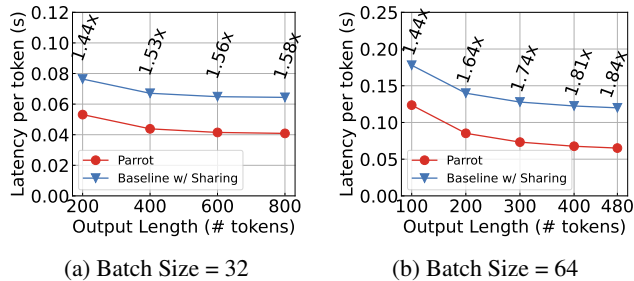 Latency per token (s)
0.12
0.10
0.08
0.06
0.04
0.02
0.00
1.44x
1.53x
1.56x
1.58x
Parrot
Baseline w/ Sharing
200 400 600 800
Output Length (# tokens)
(a) Batch Size = 32
Latency per token (s)
0.25
0.20
0.15
0.10
0.05
0.00
1.44x
1.64x
1.74x
1.81x
1.84x
Parrot
Baseline w/ Sharing
100 200 300 400 480
Output Length (# tokens)
(b) Batch Size = 64